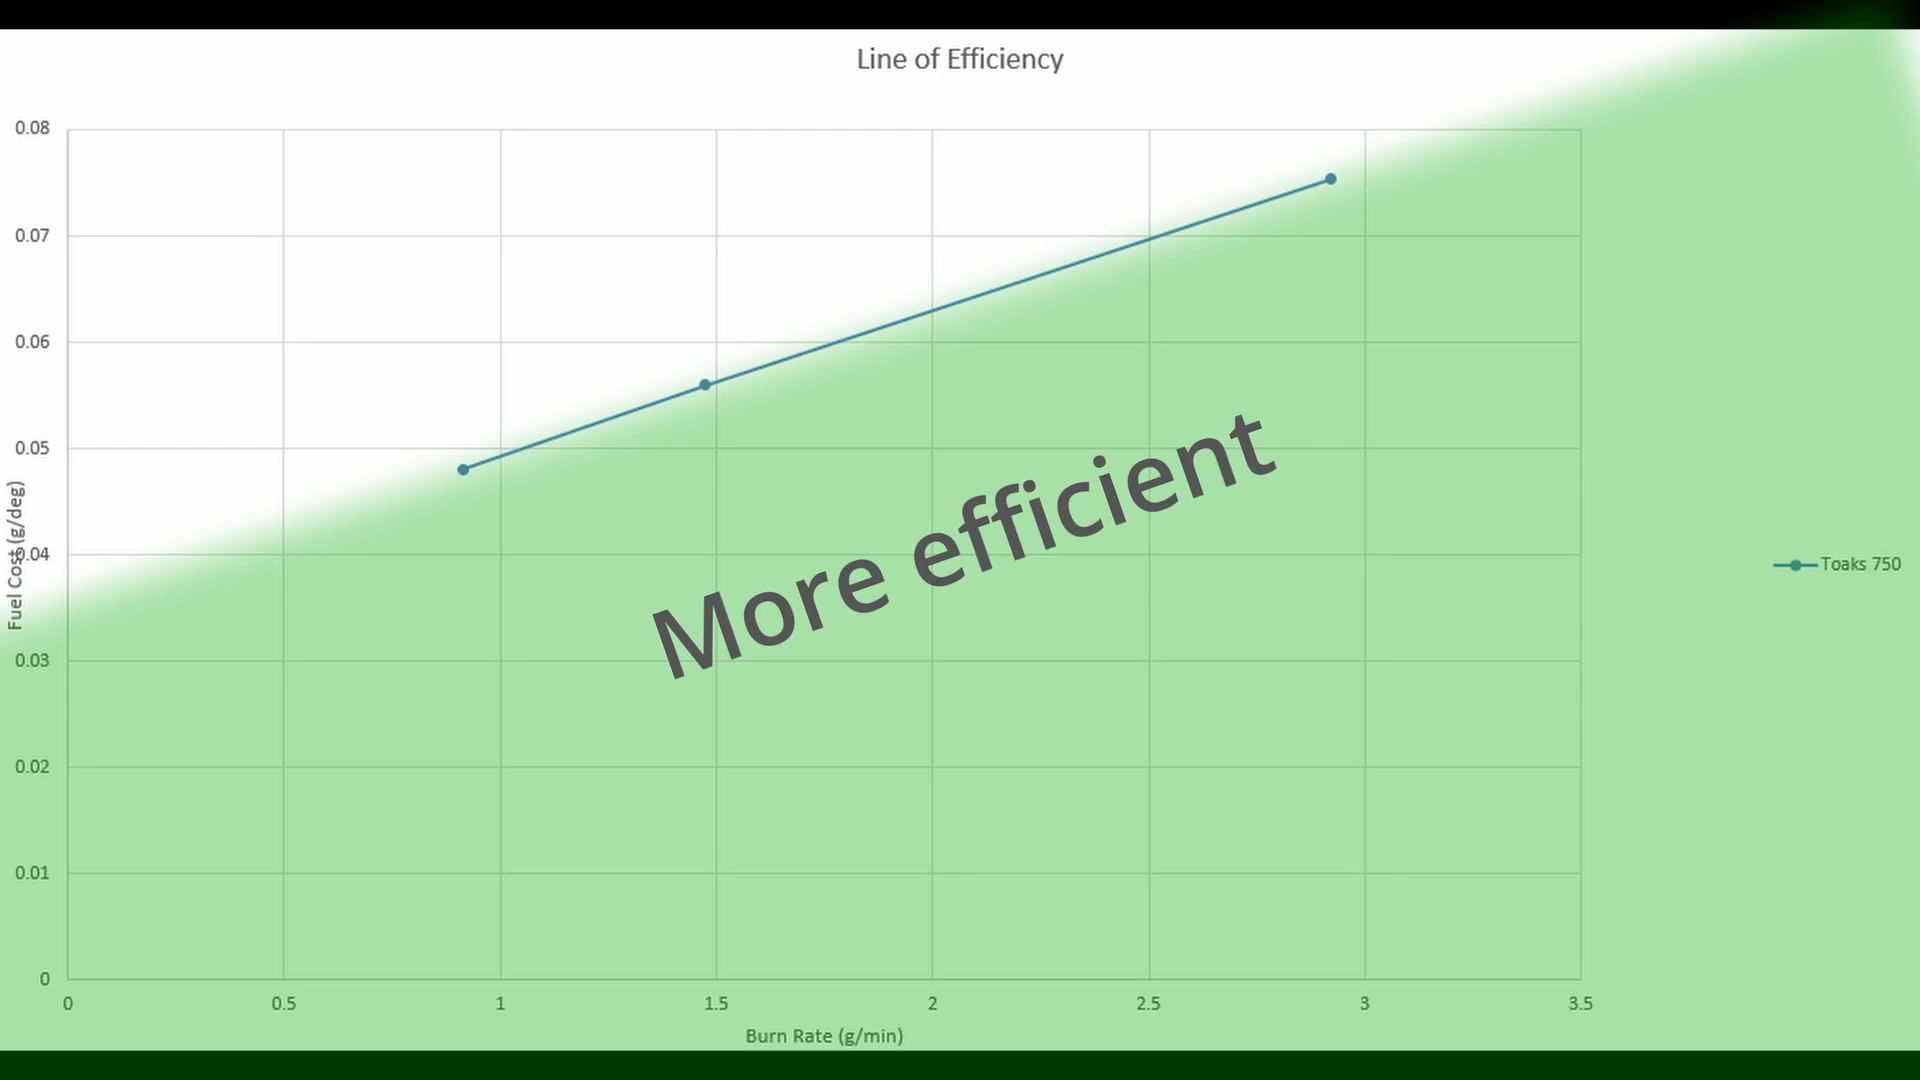 Line of Efficiency
0.08
0.07
0.06
0.05
0.04
0.03
0.02
0.01
0
Fuel Cost (g/deg)
More efficient
Toaks 750
0 0.5 1 1.5 2 2.5 3 3.5
Burn Rate (g/min)